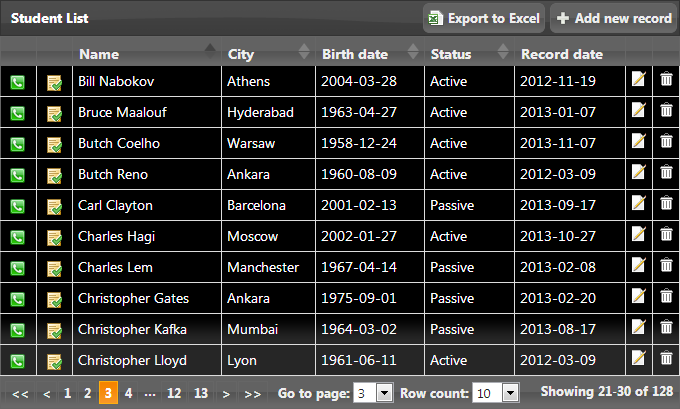 Student List Export to Excel Add new record
Name City Birth date Status Record date
Bill Nabokov Athens 2004-03-28 Active 2012-11-19
Bruce Maalouf Hyderabad 1963-04-27 Active 2013-01-07
Butch Coelho Warsaw 1958-12-24 Active 2013-11-07
Butch Reno Ankara 1960-08-09 Active 2012-03-09
Carl Clayton Barcelona 2001-02-13 Passive 2013-09-17
Charles Hagi Moscow 2002-01-27 Active 2013-10-27
Charles Lem Manchester 1967-04-14 Passive 2013-02-08
Christopher Gates Ankara 1975-09-01 Passive 2013-02-20
Christopher Kafka Mumbai 1964-03-02 Passive 2013-08-17
Christopher Lloyd Lyon 1961-06-11 Active 2012-03-09
<< < 1 2 3 4 ... 12 13 > >> Go to page: 3 Row count: 10 Showing 21-30 of 128